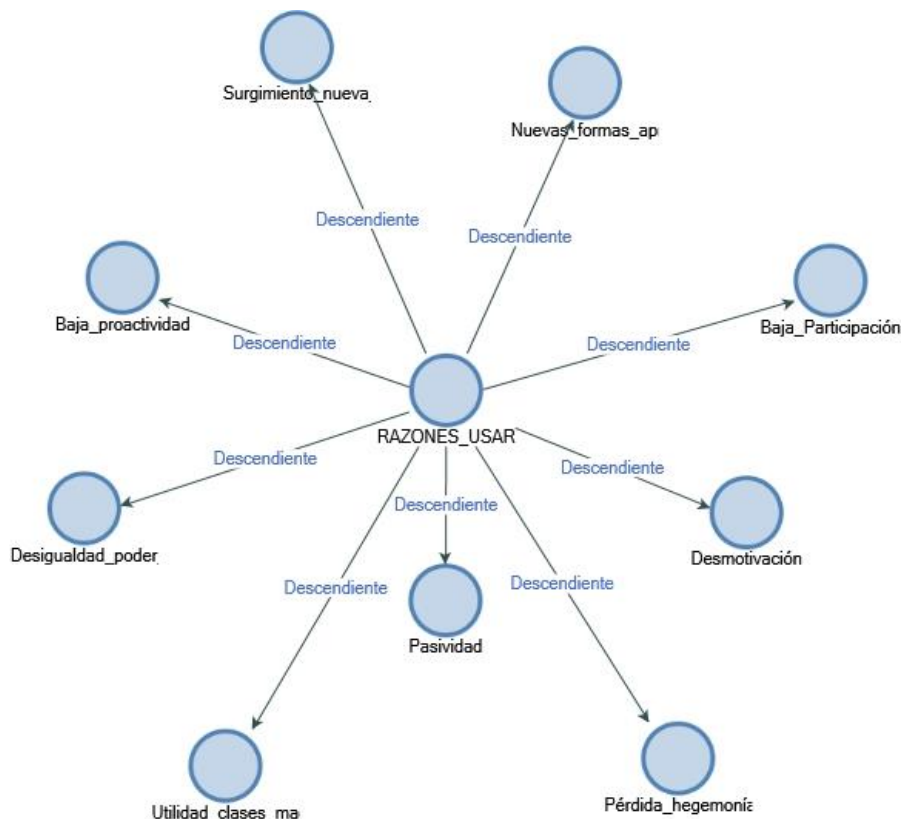 Surgimiento_nueva
Nuevas_formas_ap
Descendiente
Descendiente
Baja_proactividad
Baja_Participación
Descendiente
Descendiente
RAZONES_USAR
Descendiente
Descendiente
Descendiente
Desigualdad_poder
Desmotivación
Descendiente
Descendiente
Pasividad
Utilidad_clases_ma
Pérdida_hegemonía